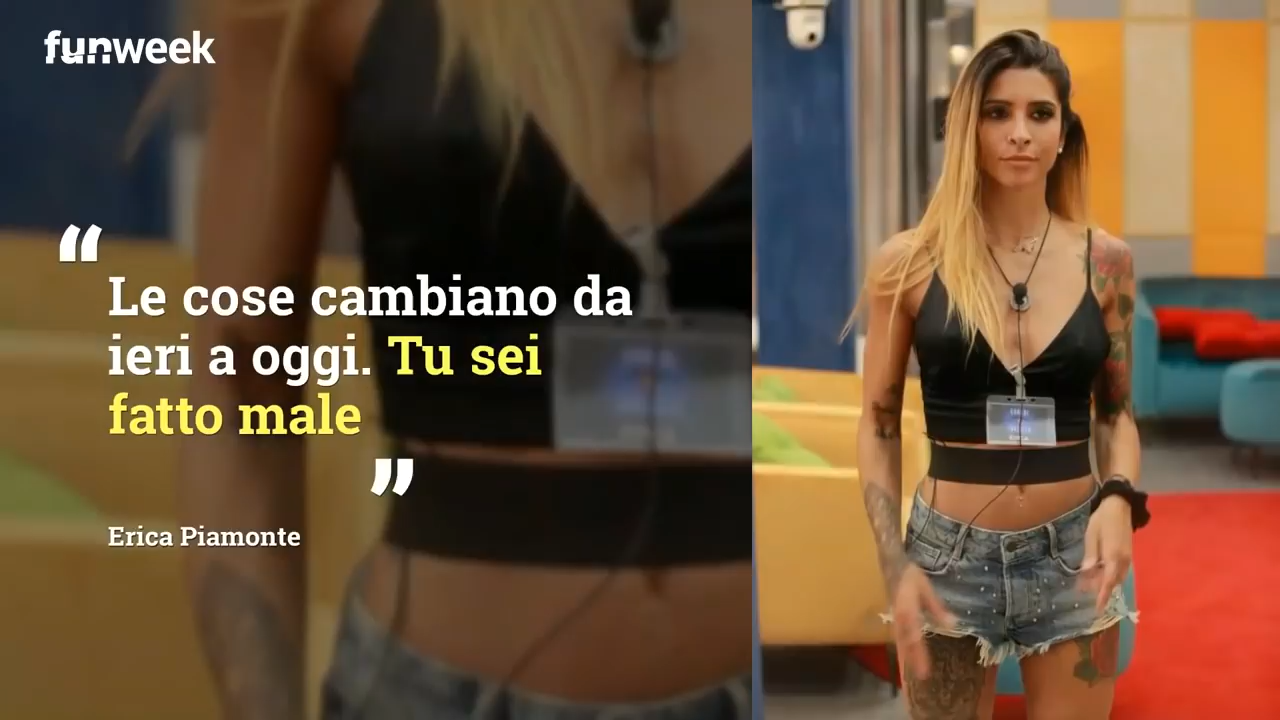 funweek
“
Le cose cambiano da
ieri a oggi. Tu sei
fatto male
”
Erica Piamonte